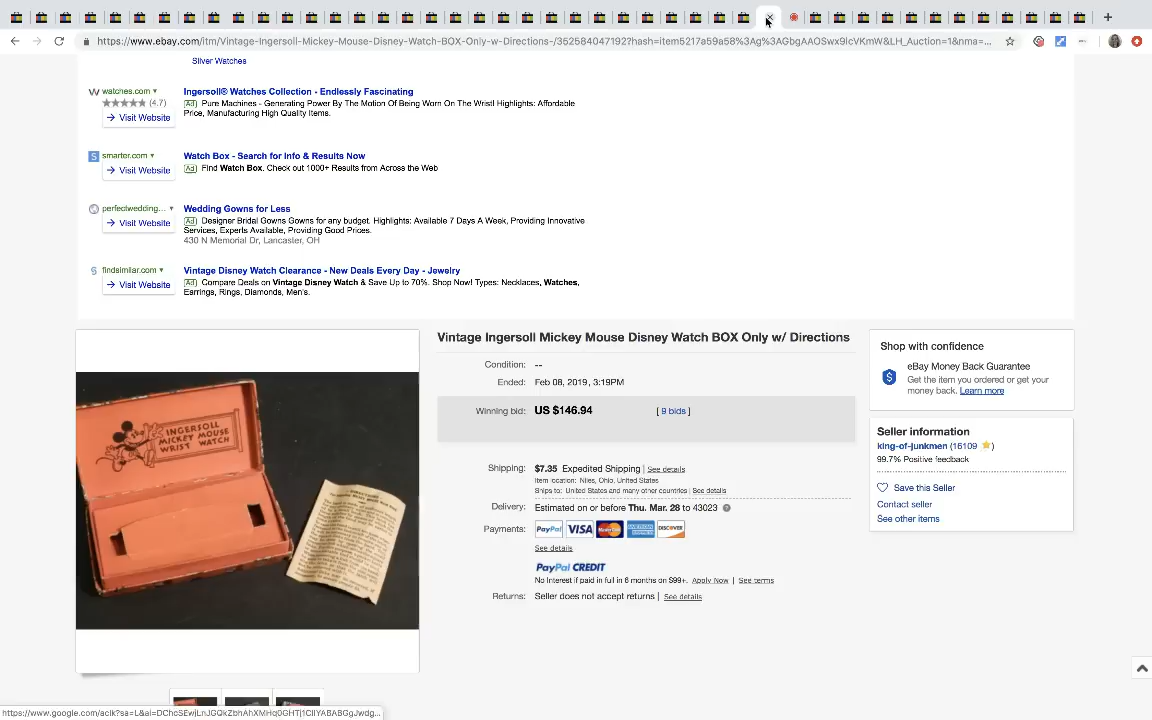 https://www.ebay.com/itm/Vintage-Ingersoll-Mickey-Mouse-Disney-Watch-BOX-Only-w-Directions-/352584047192?hash=item5217a59a58%3Ag%3AGbgAAOSwx9lcVKmW&LH_Auction=1&nma=...
Silver Watches
watches.com
(4.7)
Visit Website
Ingersoll® Watches Collection - Endlessly Fascinating
Ad Pure Machines - Generating Power By The Motion Of Being Worn On The Wrist! Highlights: Affordable
Price, Manufacturing High Quality Items.
smarter.com
Visit Website
Watch Box - Search for Info & Results Now
Ad Find Watch Box. Check out 1000+ Results from Across the Web
perfectwedding...
Visit Website
Wedding Gowns for Less
Ad Designer Bridal Gowns Gowns for any budget. Highlights: Available 7 Days A Week, Providing Innovative
Services, Experts Available, Providing Good Prices.
430 N Memorial Dr, Lancaster, OH
findsimilar.com
Visit Website
Vintage Disney Watch Clearance - New Deals Every Day - Jewelry
Ad Compare Deals on Vintage Disney Watch & Save Up to 70%. Shop Now! Types: Necklaces, Watches,
Earrings, Rings, Diamonds, Men's.
INGERSOLL
MICKEY MOUSE
WRIST WATCH
Vintage Ingersoll Mickey Mouse Disney Watch BOX Only w/ Directions
Condition: --
Ended: Feb 08, 2019 , 3:19PM
Winning bid: US $146.94 [ 9 bids ]
Shipping: $7.35 Expedited Shipping | See details
Item location: Niles, Ohio, United States
Ships to: United States and many other countries | See details
Delivery: Estimated on or before Thu. Mar. 28 to 43023
Payments: PayPal VISA MasterCard AMERICAN EXPRESS DISCOVER
See details
PayPal CREDIT
No Interest if paid in full in 6 months on $99+. Apply Now | See terms
Returns: Seller does not accept returns | See details
Shop with confidence
eBay Money Back Guarantee
Get the item you ordered or get your
money back. Learn more
Seller information
king-of-junkmen (16109 )
99.7% Positive feedback
Save this Seller
Contact seller
See other items